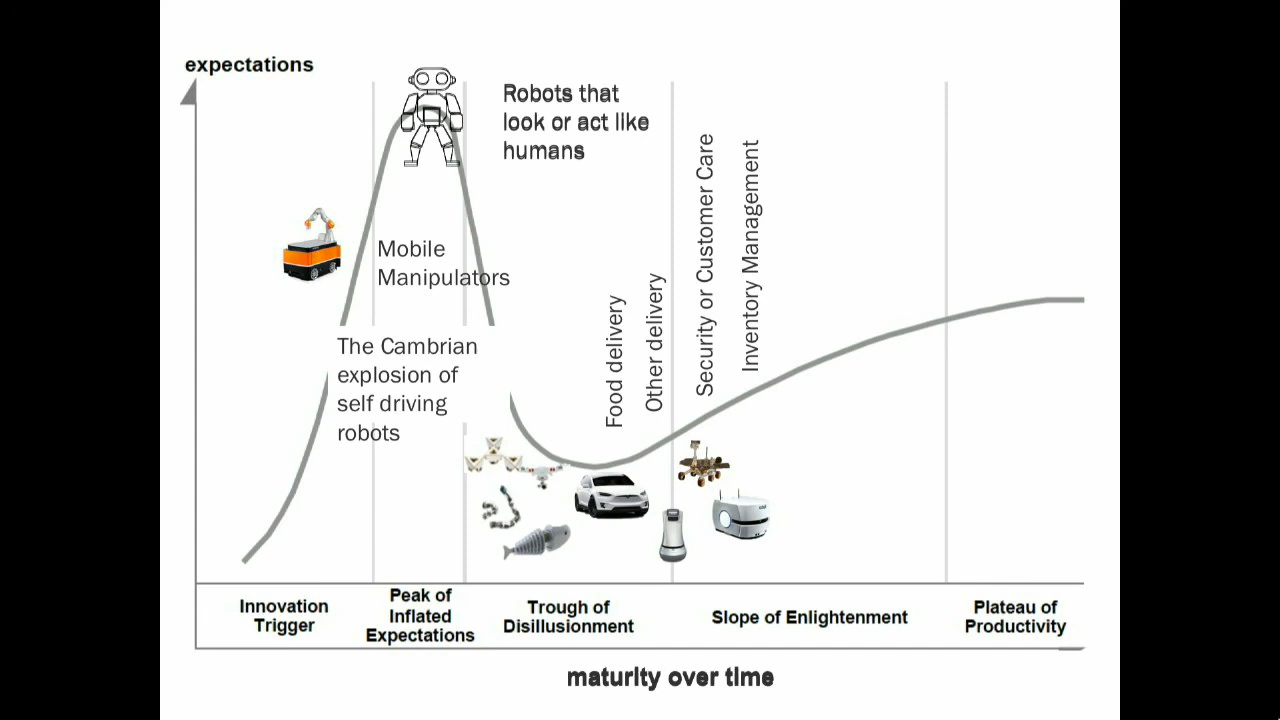 expectations
Robots that
look or act like
humans
Mobile
Manipulators
The Cambrian
explosion of
self driving
robots
Food delivery
Other delivery
Security or Customer Care
Inventory Management
Innovation
Trigger
Peak of
Inflated
Expectations
Trough of
Disillusionment
Slope of Enlightenment
Plateau of
Productivity
maturity over time